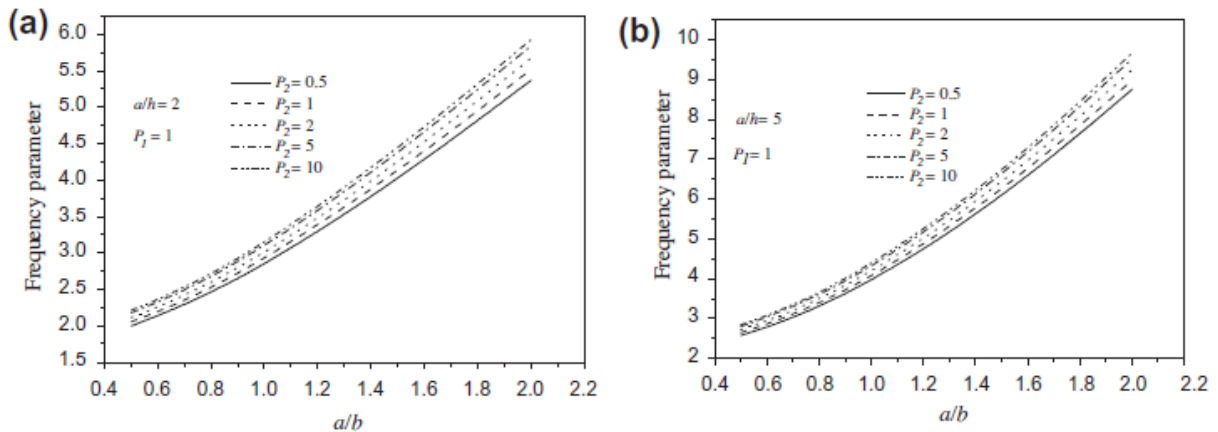 (a)
6.0
5.5
5.0
4.5
4.0
3.5
3.0
2.5
2.0
1.5
Frequency parameter
a/h= 2
P1= 1
P2= 0.5
P2= 1
P2= 2
P2= 5
P2= 10
0.4 0.6 0.8 1.0 1.2 1.4 1.6 1.8 2.0 2.2
a/b
(b)
10
9
8
7
6
5
4
3
2
Frequency parameter
a/h= 5
P1= 1
P2= 0.5
P2= 1
P2= 2
P2= 5
P2= 10
0.4 0.6 0.8 1.0 1.2 1.4 1.6 1.8 2.0 2.2
a/b